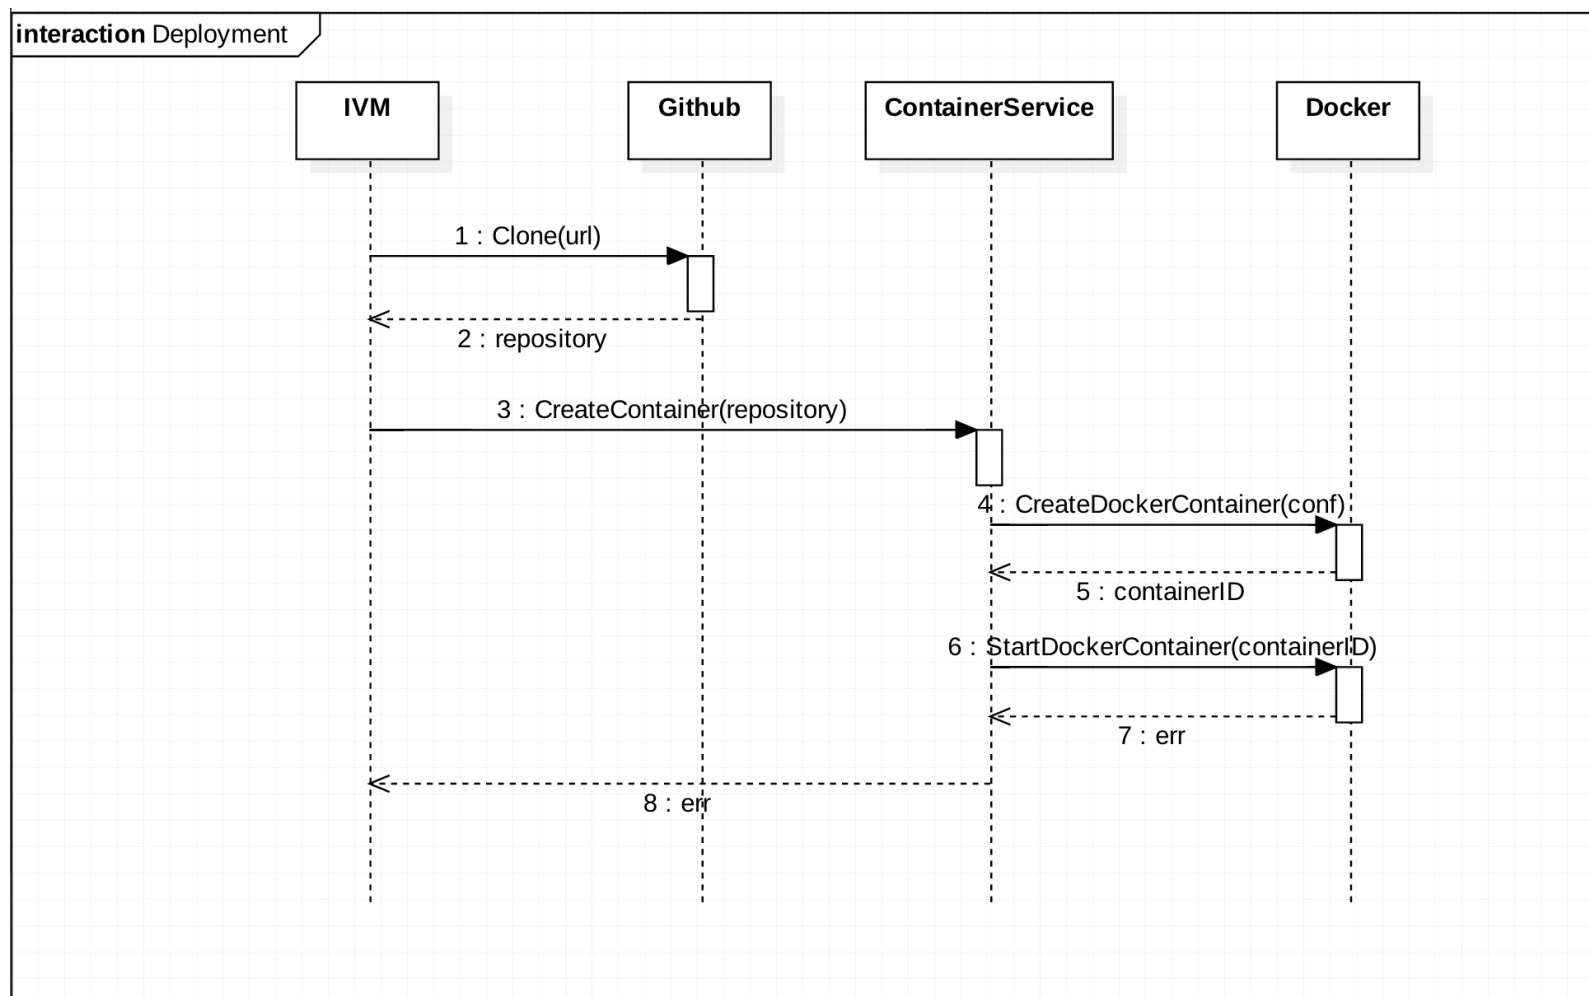 interaction Deployment
IVM
Github
ContainerService
Docker
1 : Clone(url)
2 : repository
3 : CreateContainer(repository)
4 : CreateDockerContainer(conf)
5 : containerID
6 : StartDockerContainer(containerID)
7 : err
8 : err